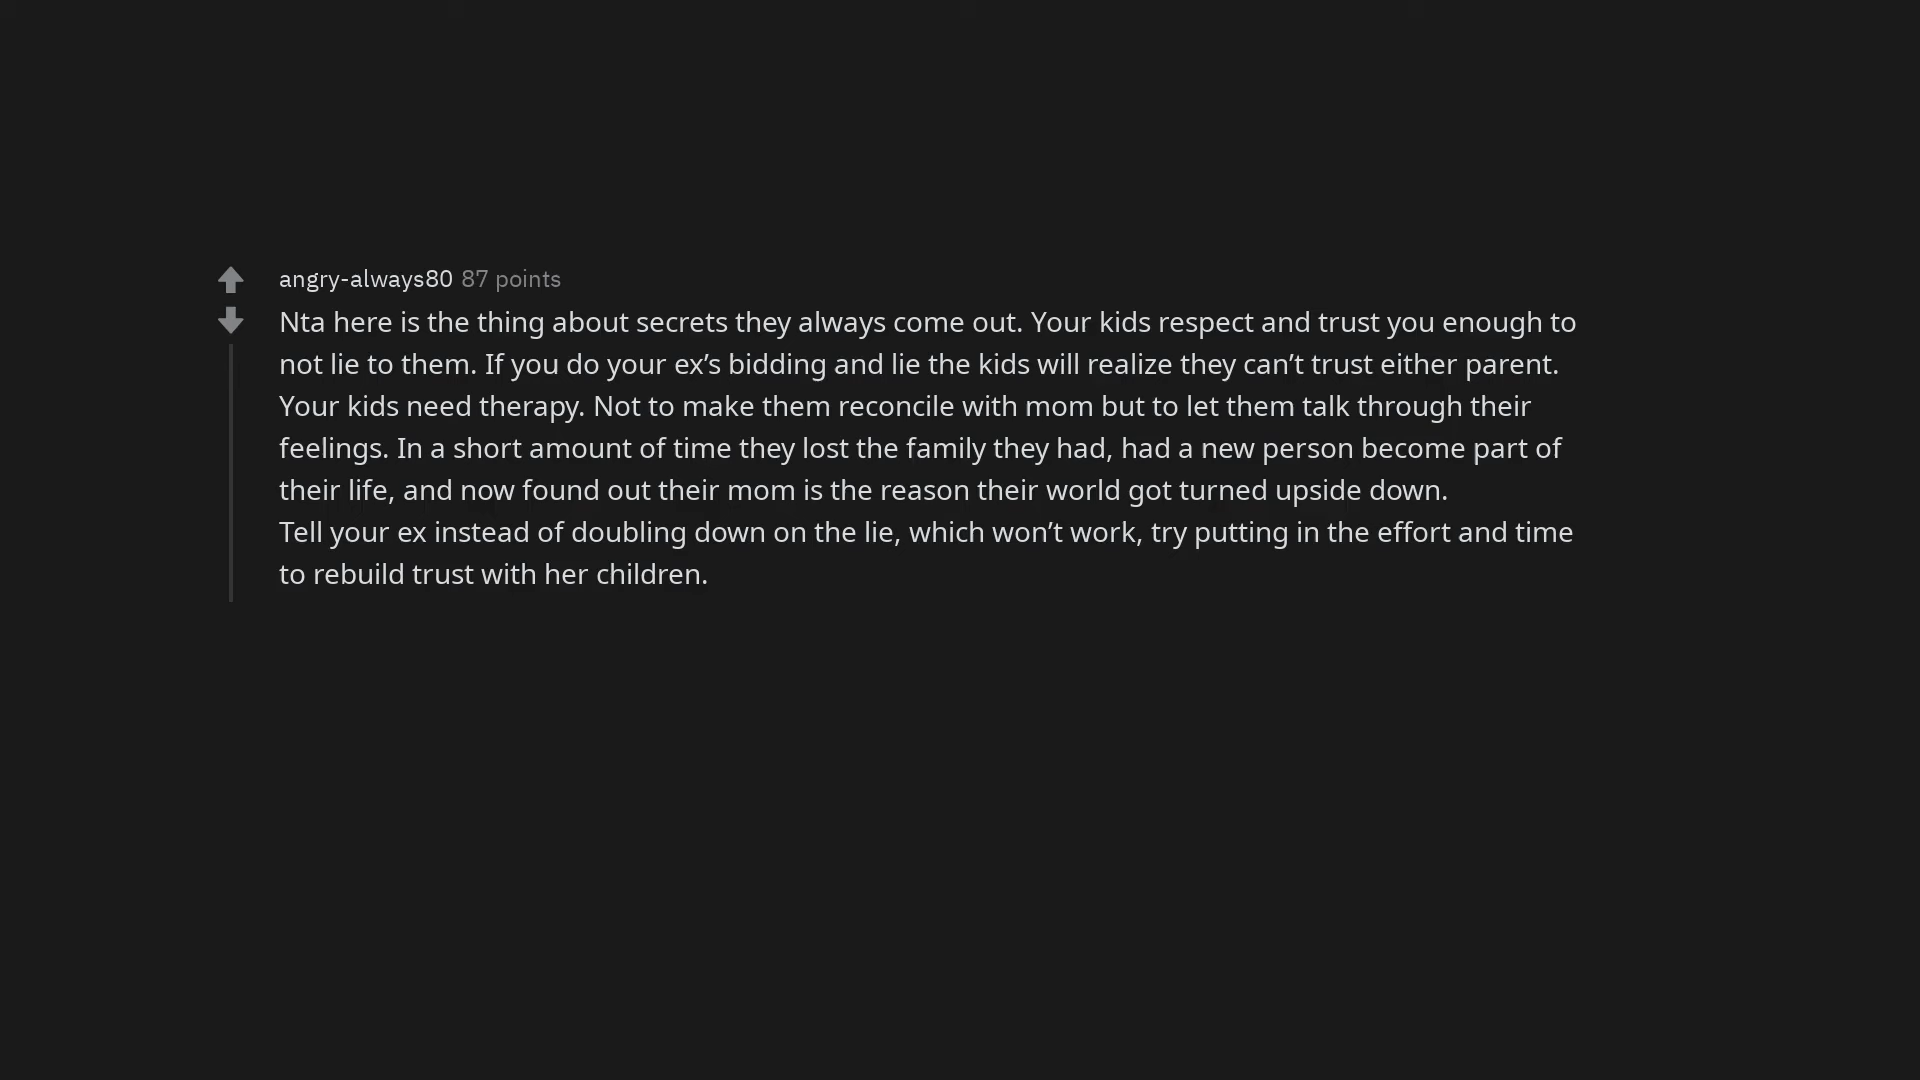 angry-always80 87 points
Nta here is the thing about secrets they always come out. Your kids respect and trust you enough to
not lie to them. If you do your ex’s bidding and lie the kids will realize they can’t trust either parent.
Your kids need therapy. Not to make them reconcile with mom but to let them talk through their
feelings. In a short amount of time they lost the family they had, had a new person become part of
their life, and now found out their mom is the reason their world got turned upside down.
Tell your ex instead of doubling down on the lie, which won’t work, try putting in the effort and time
to rebuild trust with her children.